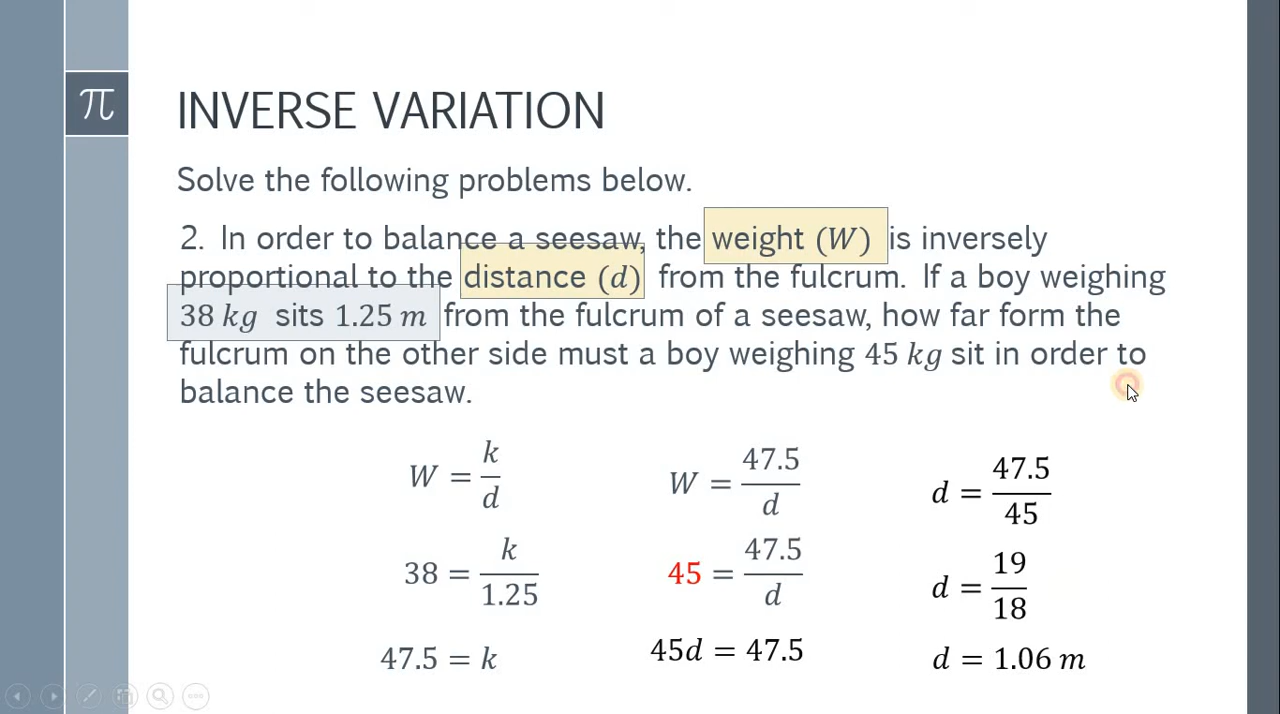 π
INVERSE VARIATION
Solve the following problems below.
2. In order to balance a seesaw, the weight (W) is inversely
proportional to the distance (d) from the fulcrum. If a boy weighing
38 kg sits 1.25 m from the fulcrum of a seesaw, how far form the
fulcrum on the other side must a boy weighing 45 kg sit in order to
balance the seesaw.
W = k/d
38 = k/1.25
47.5 = k
W = 47.5/d
45 = 47.5/d
45d = 47.5
d = 47.5/45
d = 19/18
d = 1.06 m